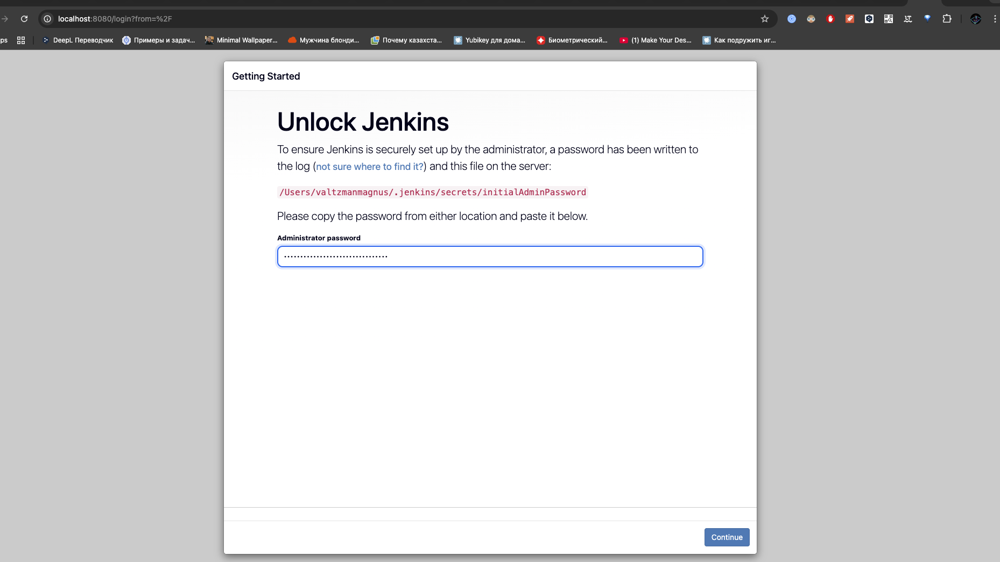 localhost:8080/login?from=%2F
ps DeepL Переводчик Примеры и задач... Minimal Wallpaper... Мужчина блонди... Почему казахста... Yubikey для дома... Биометрический... (1) Make Your Des... Как подружить иг...
Getting Started
Unlock Jenkins
To ensure Jenkins is securely set up by the administrator, a password has been written to
the log (not sure where to find it?) and this file on the server:
/Users/valtzmanmagnus/.jenkins/secrets/initialAdminPassword
Please copy the password from either location and paste it below.
Administrator password
Continue